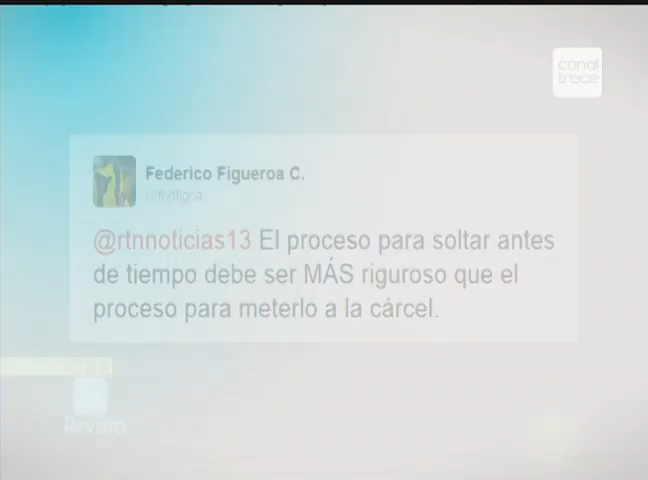 canal
trece
Federico Figueroa C.
@rtnnoticias13 El proceso para soltar antes
de tiempo debe ser MÁS riguroso que el
proceso para meterlo a la cárcel.
Revista